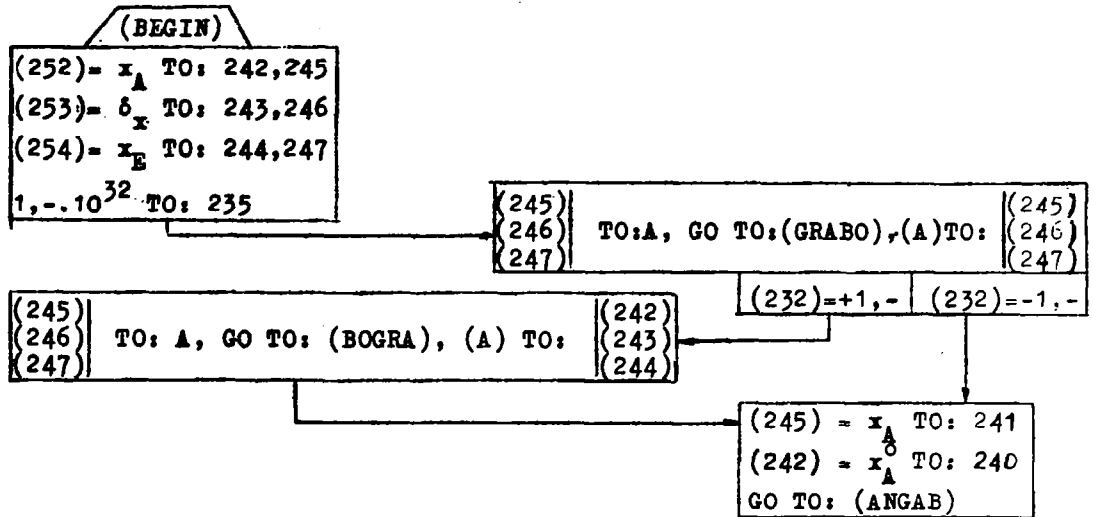 (BEGIN)
(252)= x_A TO: 242,245
(253)= δ_x TO: 243,246
(254)= x_E TO: 244,247
1,-.10^32 TO: 235
(245) (245)
(246) TO:A, GO TO:(GRABO),(A)TO: (246)
(247) (247)
(232)=+1,- (232)=-1,-
(245) (242)
(246) TO: A, GO TO: (BOGRA), (A) TO: (243)
(247) (244)
(245) = x_A TO: 241
(242) = x_A^o TO: 240
GO TO: (ANGAB)